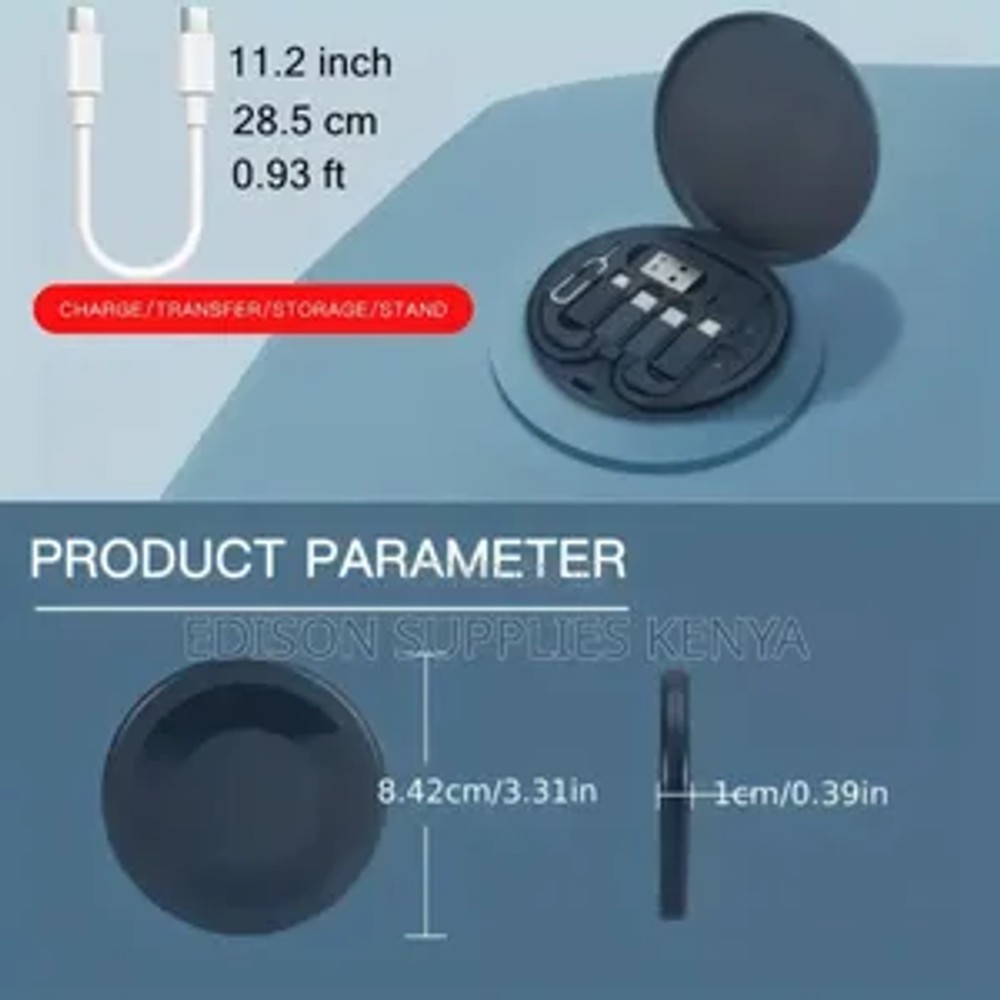 11.2 inch
28.5 cm
0.93 ft
CHARGE/TRANSFER/STORAGE/STAND
PRODUCT PARAMETER
EDISON SUPPLIES KENYA
8.42cm/3.31in
1cm/0.39in